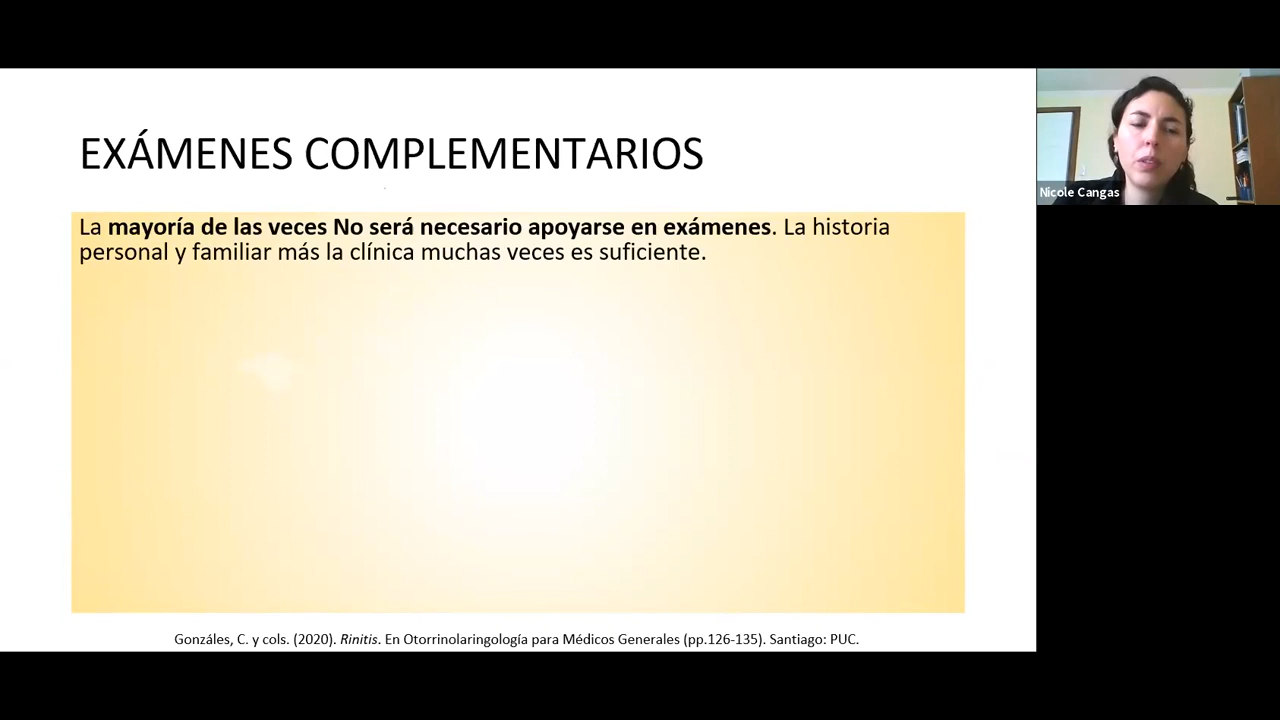 EXÁMENES COMPLEMENTARIOS
La mayoría de las veces No será necesario apoyarse en exámenes. La historia
personal y familiar más la clínica muchas veces es suficiente.
Gonzáles, C. y cols. (2020). Rinitis. En Otorrinolaringología para Médicos Generales (pp.126-135). Santiago: PUC.
Nicole Cangas